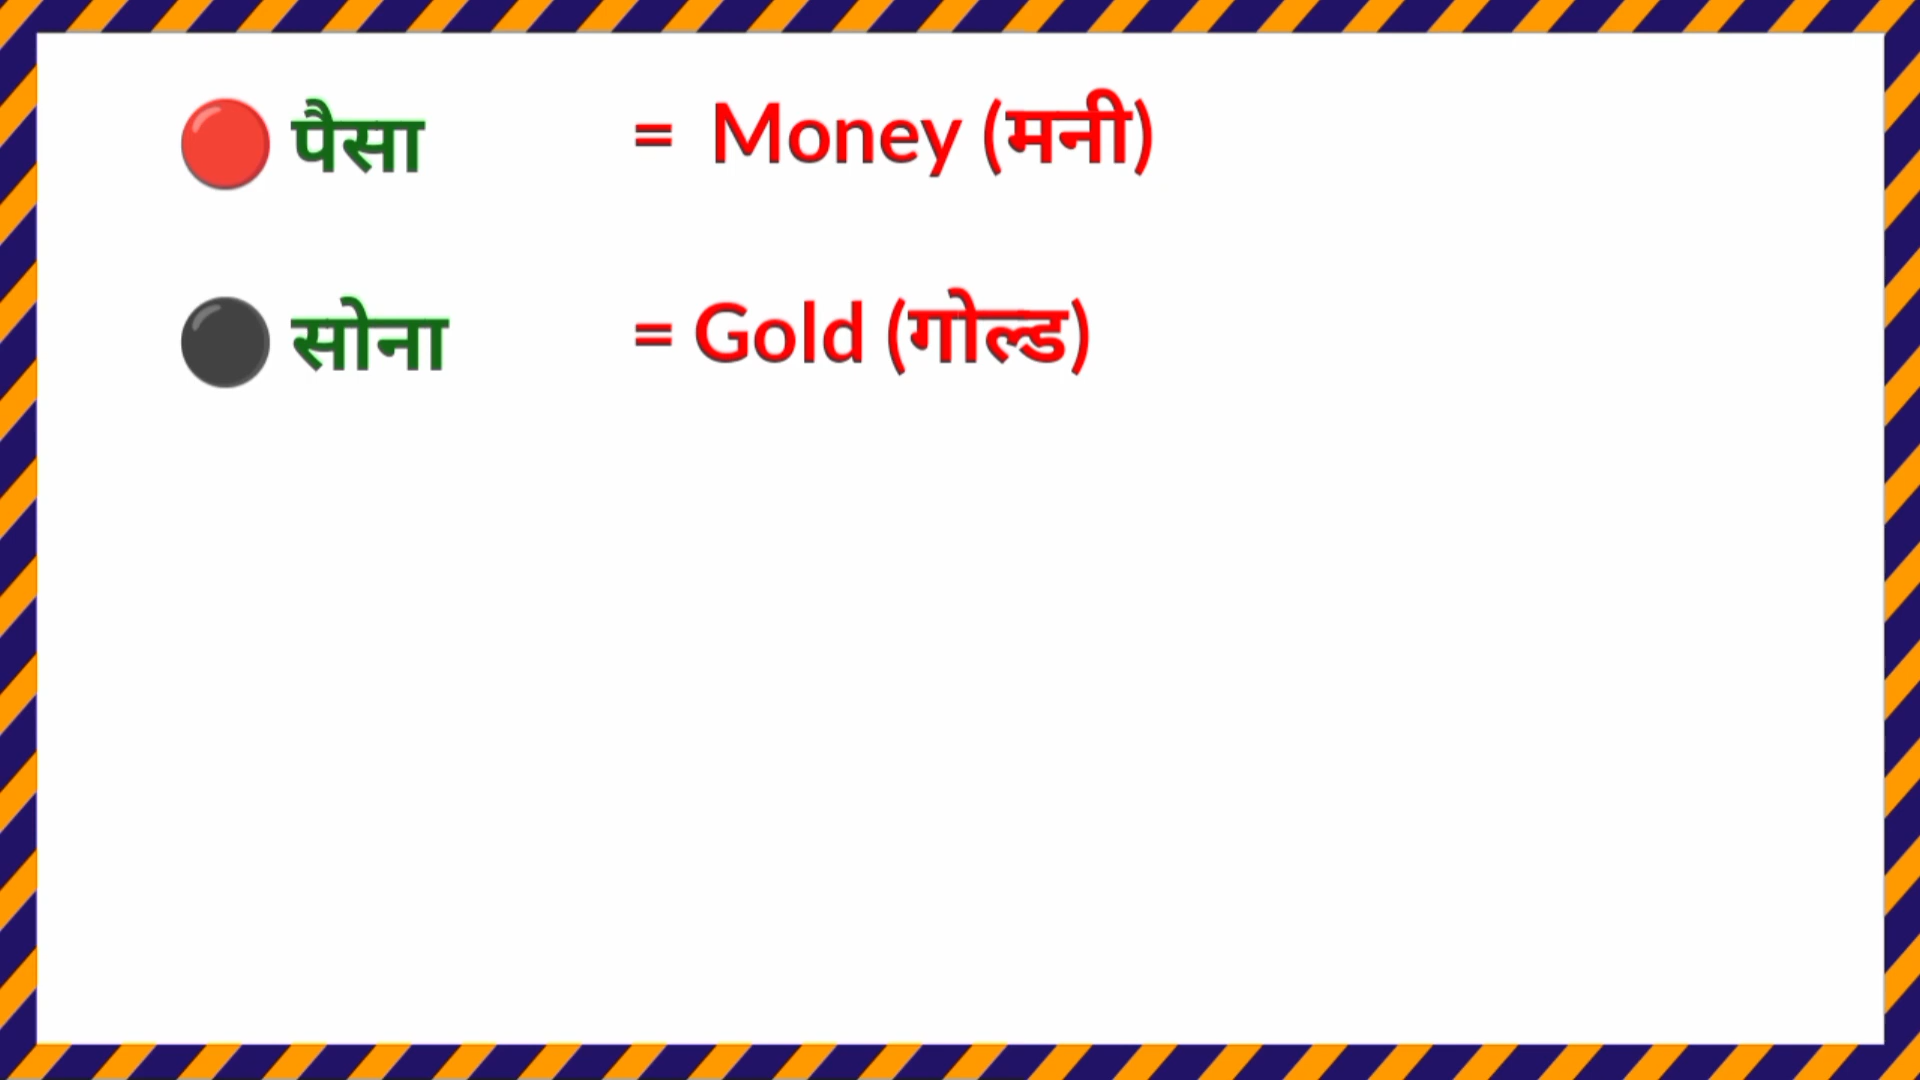 🔴 पैसा = Money (मनी)
⚫ सोना = Gold (गोल्ड)